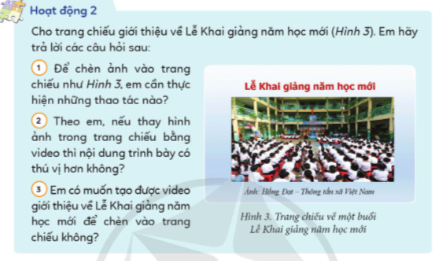 Hoạt động 2
Cho trang chiếu giới thiệu về Lễ Khai giảng năm học mới (Hình 3). Em hãy
trả lời các câu hỏi sau:
1 Để chèn ảnh vào trang
chiếu như Hình 3, em cần thực
hiện những thao tác nào?
2 Theo em, nếu thay hình
ảnh trong trang chiếu bằng
video thì nội dung trình bày có
thú vị hơn không?
3 Em có muốn tạo được video
giới thiệu về Lễ Khai giảng năm
học mới để chèn vào trang
chiếu không?
Lễ Khai giảng năm học mới
Ảnh: Hồng Đạt – Thông tấn xã Việt Nam
Hình 3. Trang chiếu về một buổi
Lễ Khai giảng năm học mới